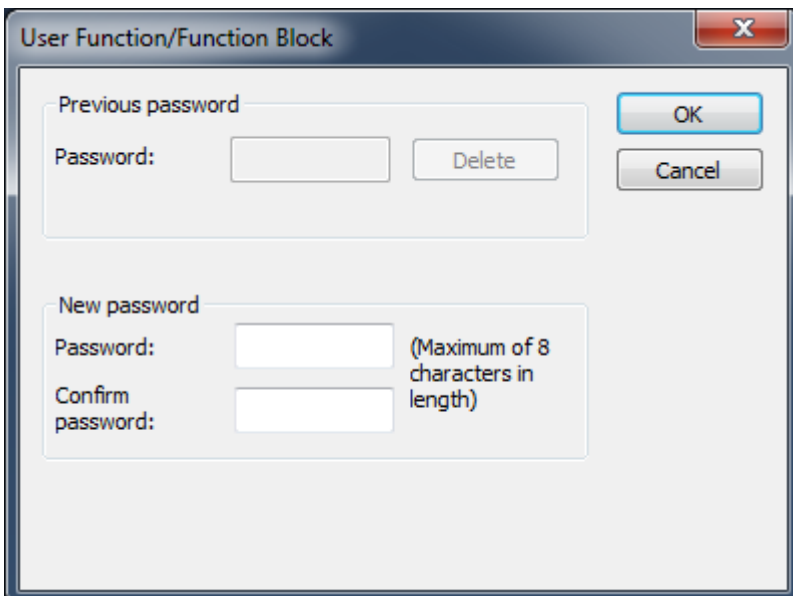 User Function/Function Block
Previous password
Password:
Delete
OK
Cancel
New password
Password:
(Maximum of 8
characters in
length)
Confirm
password: